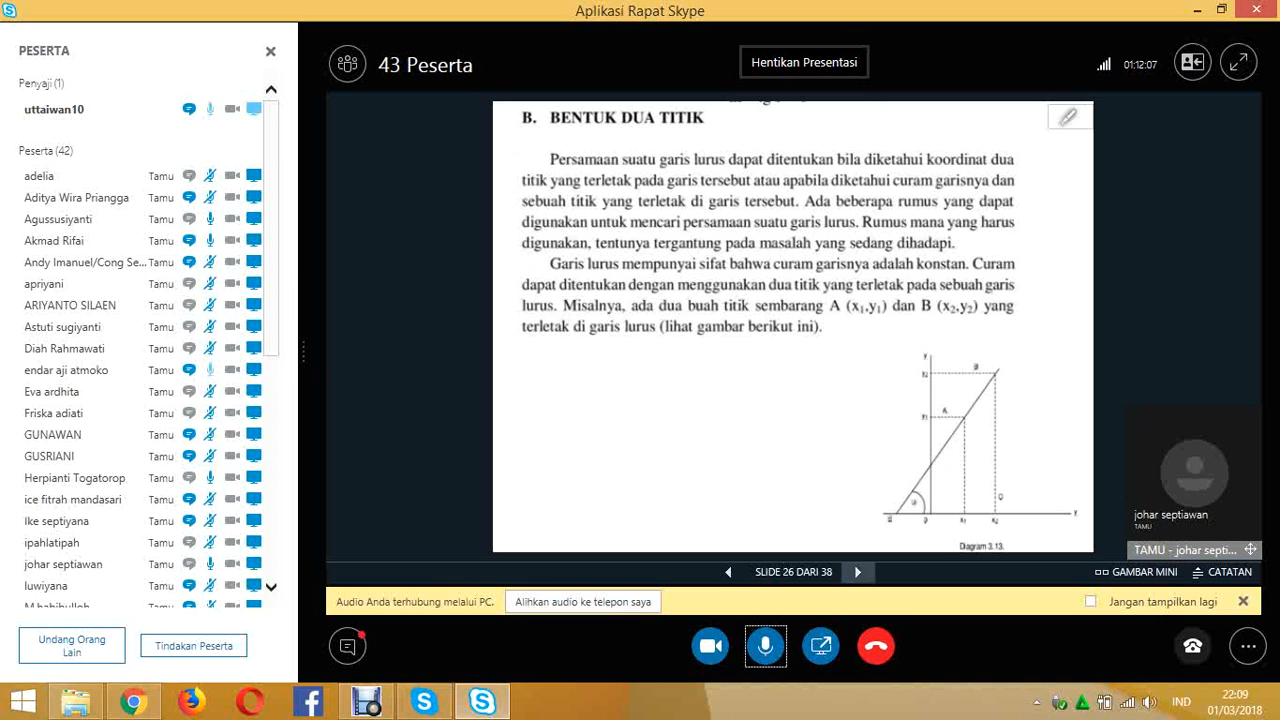 Aplikasi Rapat Skype
PESERTA
Penyaji (1)
uttaiwan10
Peserta (42)
adelia Tamu
Aditya Wira Priangga Tamu
Agussusiyanti Tamu
Akmad Rifai Tamu
Andy Imanuel/Cong Se... Tamu
apriyani Tamu
ARIYANTO SILAEN Tamu
Astuti sugiyanti Tamu
Diah Rahmawati Tamu
endar aji atmoko Tamu
Eva ardhita Tamu
Friska adiati Tamu
GUNAWAN Tamu
GUSRIANI Tamu
Herpianti Togatorop Tamu
ice fitrah mandasari Tamu
Ike septiyana Tamu
ipahlatipah Tamu
johar septiawan Tamu
luwiyana Tamu
Tamu
Undang Orang
Lain
Tindakan Peserta
43 Peserta
Hentikan Presentasi
01:12:07
B. BENTUK DUA TITIK
Persamaan suatu garis lurus dapat ditentukan bila diketahui koordinat dua
titik yang terletak pada garis tersebut atau apabila diketahui curam garisnya dan
sebuah titik yang terletak di garis tersebut. Ada beberapa rumus yang dapat
digunakan untuk mencari persamaan suatu garis lurus. Rumus mana yang harus
digunakan, tentunya tergantung pada masalah yang sedang dihadapi.
Garis lurus mempunyai sifat bahwa curam garisnya adalah konstan. Curam
dapat ditentukan dengan menggunakan dua titik yang terletak pada sebuah garis
lurus. Misalnya, ada dua buah titik sembarang A (x₁,y₁) dan B (x₂,y₂) yang
terletak di garis lurus (lihat gambar berikut ini).
A
x₁
x₂
Diagram 3.13.
johar septiawan
TAMU
TAMU - johar septi...
SLIDE 26 DARI 38
GAMBAR MINI
CATATAN
Audio Anda terhubung melalui PC.
Alihkan audio ke telepon saya
Jangan tampilkan lagi
IND
22:09
01/03/2018